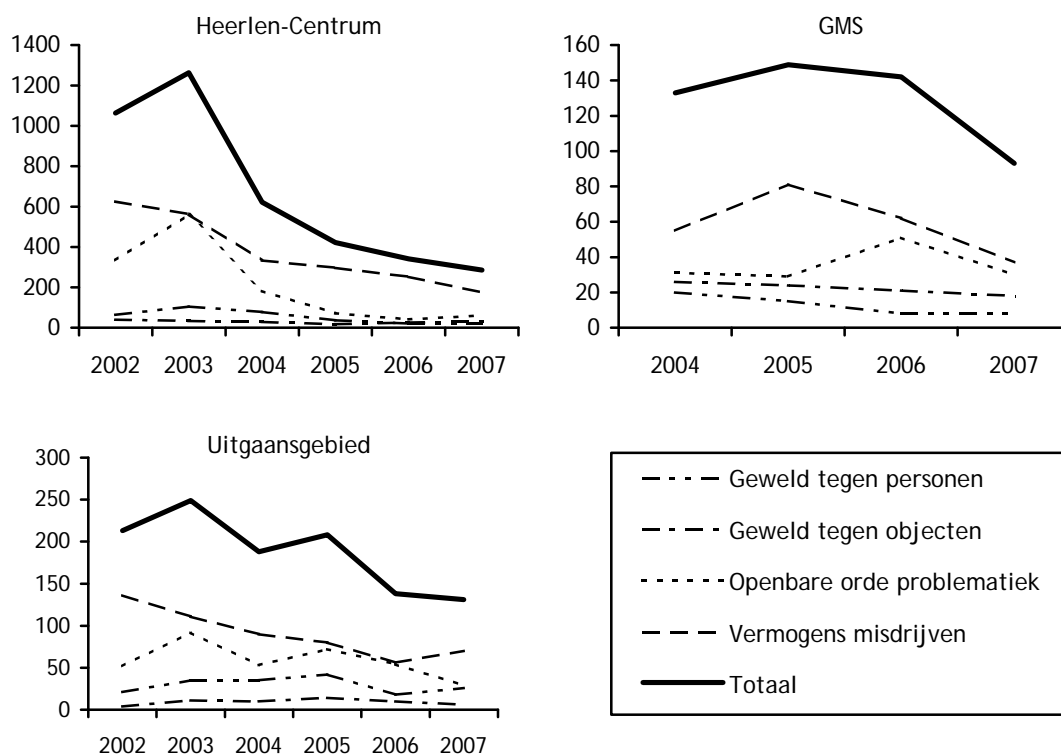 Heerlen-Centrum
1400
1200
1000
800
600
400
200
0
2002 2003 2004 2005 2006 2007
GMS
160
140
120
100
80
60
40
20
0
2004 2005 2006 2007
Uitgaansgebied
300
250
200
150
100
50
0
2002 2003 2004 2005 2006 2007
Geweld tegen personen
Geweld tegen objecten
Openbare orde problematiek
Vermogens misdrijven
Totaal